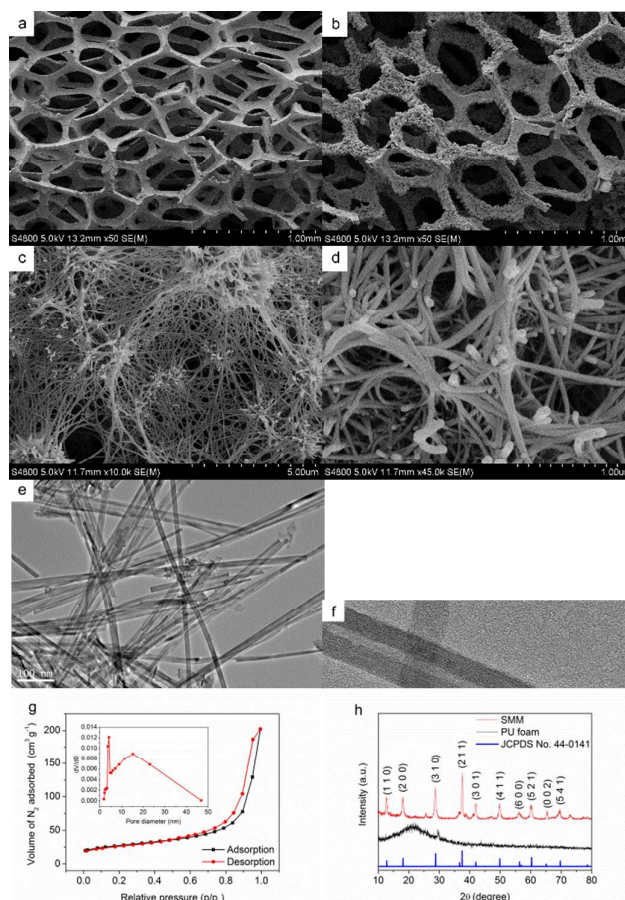 a
b
S4800 5.0kV 13.2mm x50 SE(M)
1.00mm
S4800 5.0kV 13.2mm x50 SE(M)
1.00m
c
d
S4800 5.0kV 11.7mm x10.0k SE(M)
5.00um
S4800 5.0kV 11.7mm x45.0k SE(M)
1.00u
e
100 nm
f
g
Volume of N2 adsorbed (cm3 g-1)
200
150
100
50
0
0.014
0.012
0.010
0.008
0.006
0.004
0.002
0.000
0 10 20 30 40 50
Pore diameter (nm)
Adsorption
Desorption
0.0 0.2 0.4 0.6 0.8 1.0
Relative pressure (p/p
h
Intensity (a.u.)
SMM
PU foam
JCPDS No. 44-0141
(1 1 0)
(2 0 0)
(3 1 0)
(2 1 1)
(3 0 1)
(4 1 1)
(6 0 0)
(5 2 1)
(0 0 2)
(5 4 1)
10 20 30 40 50 60 70 80
2θ (degree)